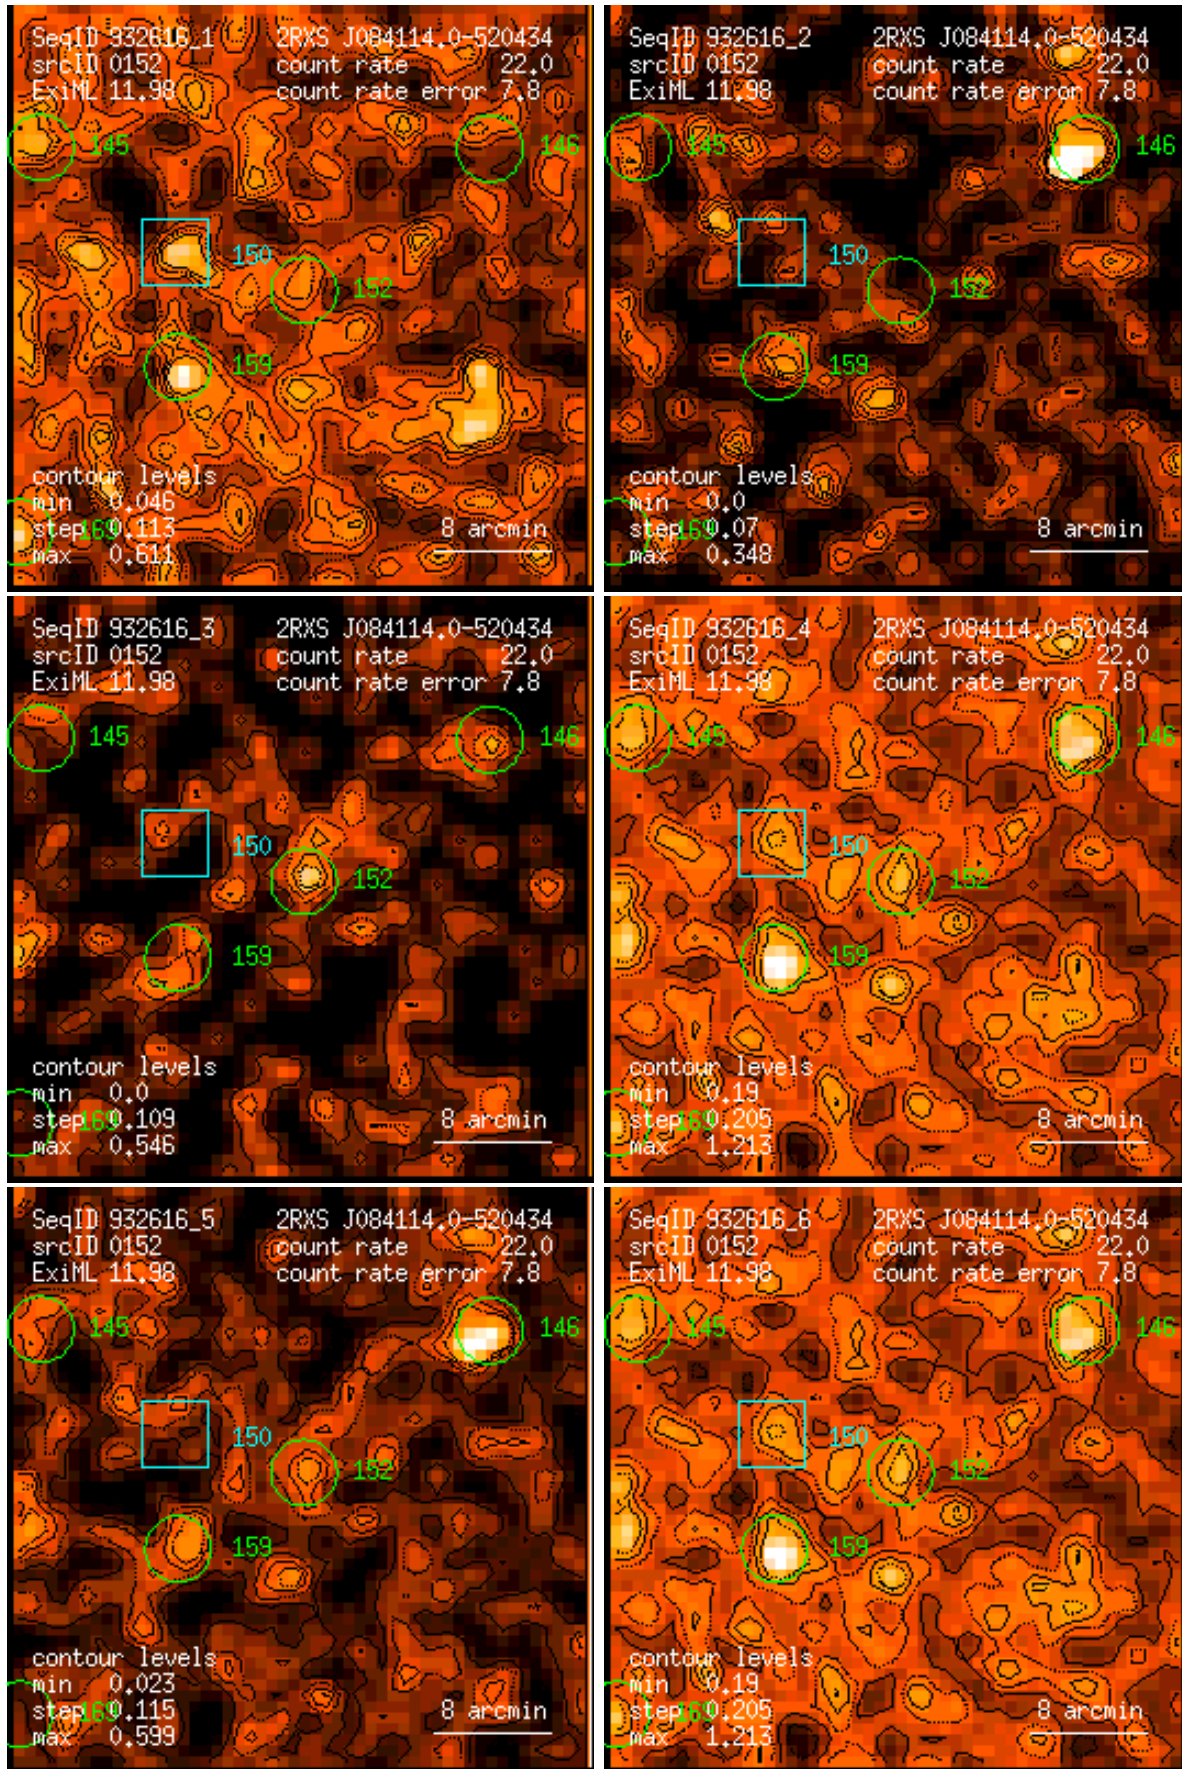 SeqID 932616_1 2RXS J084114.0-520434
srcID 0152 count rate 22.0
ExiML 11.98 count rate error 7.8
145 146
150
152
159
contour levels
min 0.046
step 0.113 169 8 arcmin
max 0.611
SeqID 932616_2 2RXS J084114.0-520434
srcID 0152 count rate 22.0
ExiML 11.98 count rate error 7.8
145 146
150
152
159
contour levels
min 0.0
step 0.07 169 8 arcmin
max 0.348
SeqID 932616_3 2RXS J084114.0-520434
srcID 0152 count rate 22.0
ExiML 11.98 count rate error 7.8
145 146
150
152
159
contour levels
min 0.0
step 0.109 169 8 arcmin
max 0.546
SeqID 932616_4 2RXS J084114.0-520434
srcID 0152 count rate 22.0
ExiML 11.98 count rate error 7.8
145 146
150
152
159
contour levels
min 0.19
step 0.205 169 8 arcmin
max 1.213
SeqID 932616_5 2RXS J084114.0-520434
srcID 0152 count rate 22.0
ExiML 11.98 count rate error 7.8
145 146
150
152
159
contour levels
min 0.023
step 0.115 169 8 arcmin
max 0.599
SeqID 932616_6 2RXS J084114.0-520434
srcID 0152 count rate 22.0
ExiML 11.98 count rate error 7.8
145 146
150
152
159
contour levels
min 0.19
step 0.205 169 8 arcmin
max 1.213